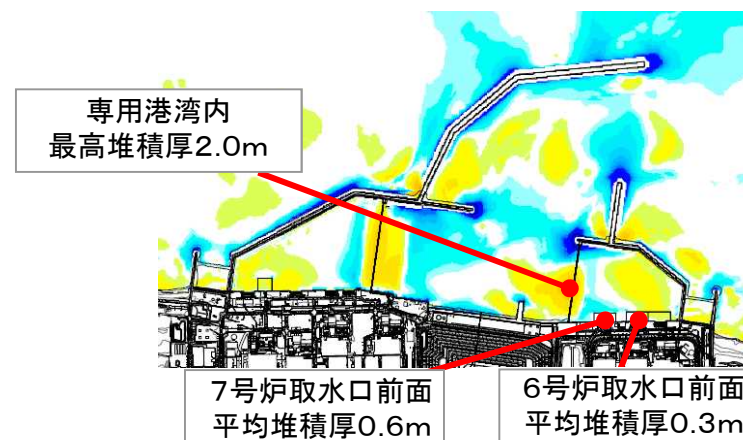 専用港湾内
最高堆積厚2.0m
7号炉取水口前面
平均堆積厚0.6m
6号炉取水口前面
平均堆積厚0.3m